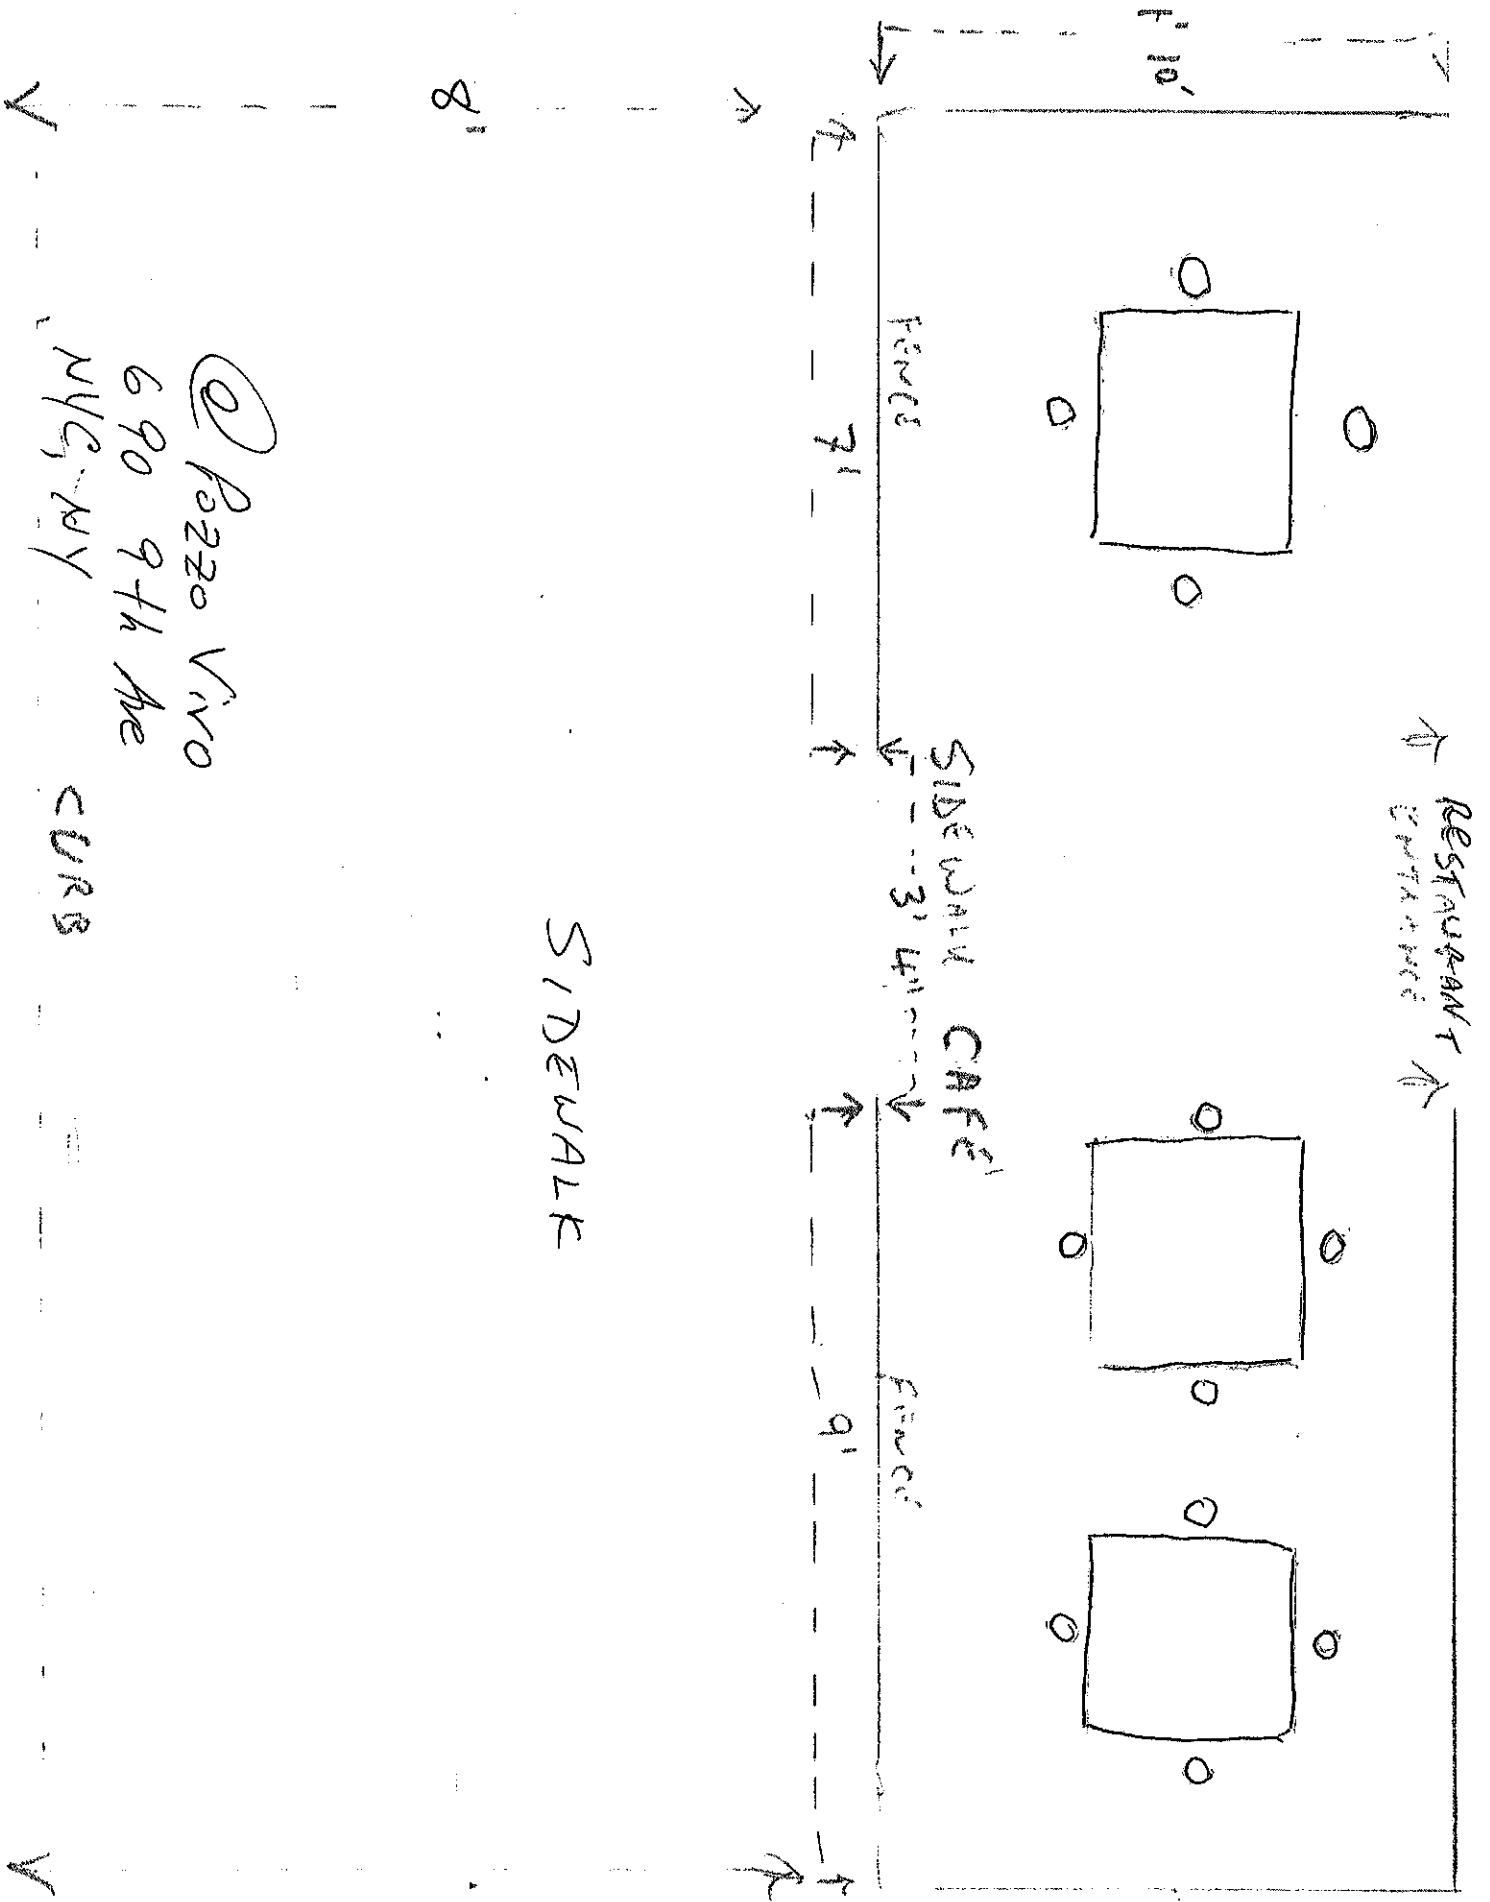 RESTAURANT
ENTRANCE
10'
SIDEWALK CAFE'
3' 4"
FENCE
FENCE
7'
9'
SIDEWALK
8"
@ Pozzo Vivo
690 9th Ave
NYC, NY
CURB